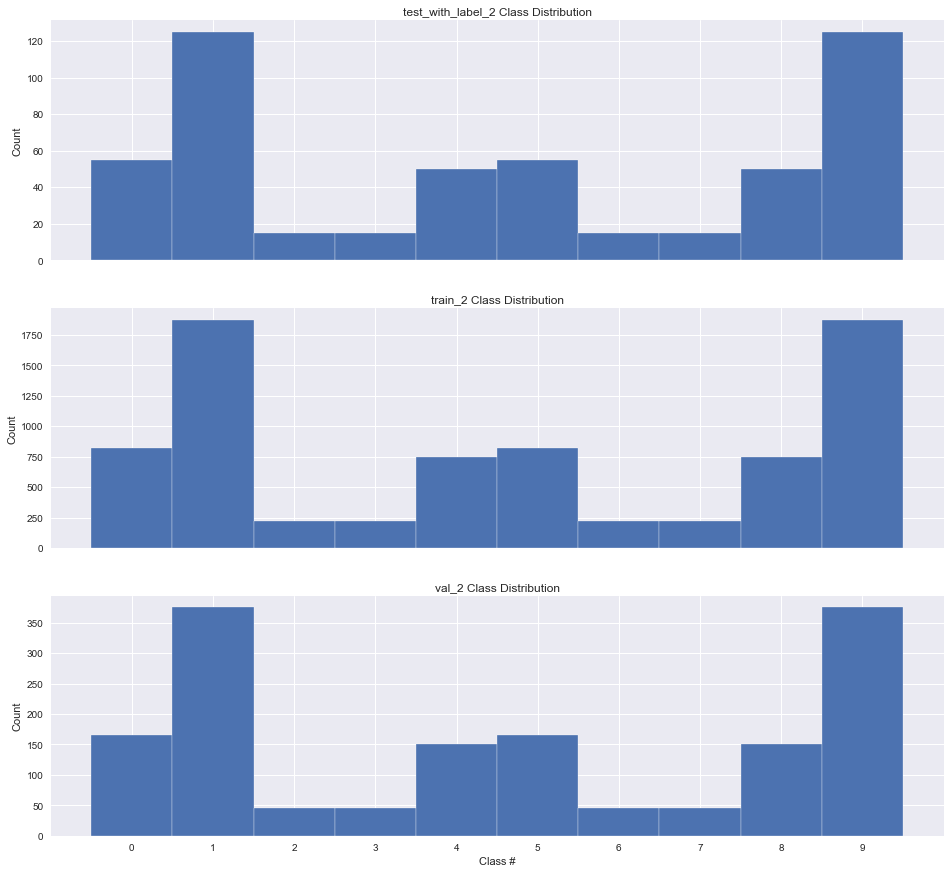 test_with_label_2 Class Distribution
120
100
80
60
40
20
0
Count
train_2 Class Distribution
1750
1500
1250
1000
750
500
250
0
Count
val_2 Class Distribution
350
300
250
200
150
100
50
0
Count
0 1 2 3 4 5 6 7 8 9
Class #